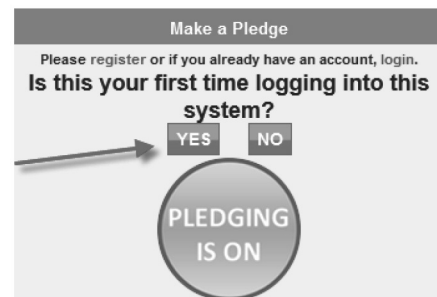 Make a Pledge
Please register or if you already have an account, login.
Is this your first time logging into this
system?
YES NO
PLEDGING
IS ON